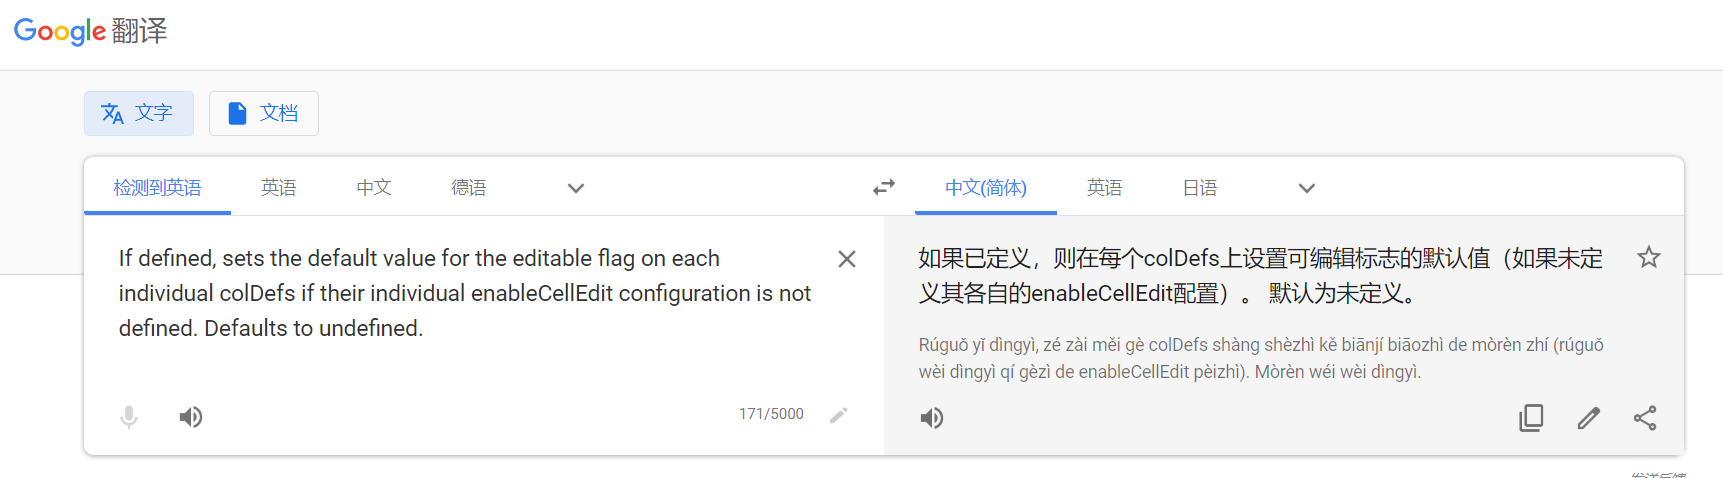 Google 翻译
文字
文档
检测到英语 英语 中文 德语
中文(简体) 英语 日语
If defined, sets the default value for the editable flag on each
individual colDefs if their individual enableCellEdit configuration is not
defined. Defaults to undefined.
171/5000
如果已定义，则在每个colDefs上设置可编辑标志的默认值（如果未定
义其各自的enableCellEdit配置）。 默认为未定义。
Rúguǒ yǐ dìngyì, zé zài měi gè colDefs shàng shèzhì kě biānjí biāozhì de mòrèn zhí (rúguǒ
wèi dìngyì qí gèzì de enableCellEdit pèizhì). Mòrèn wéi wèi dìngyì.